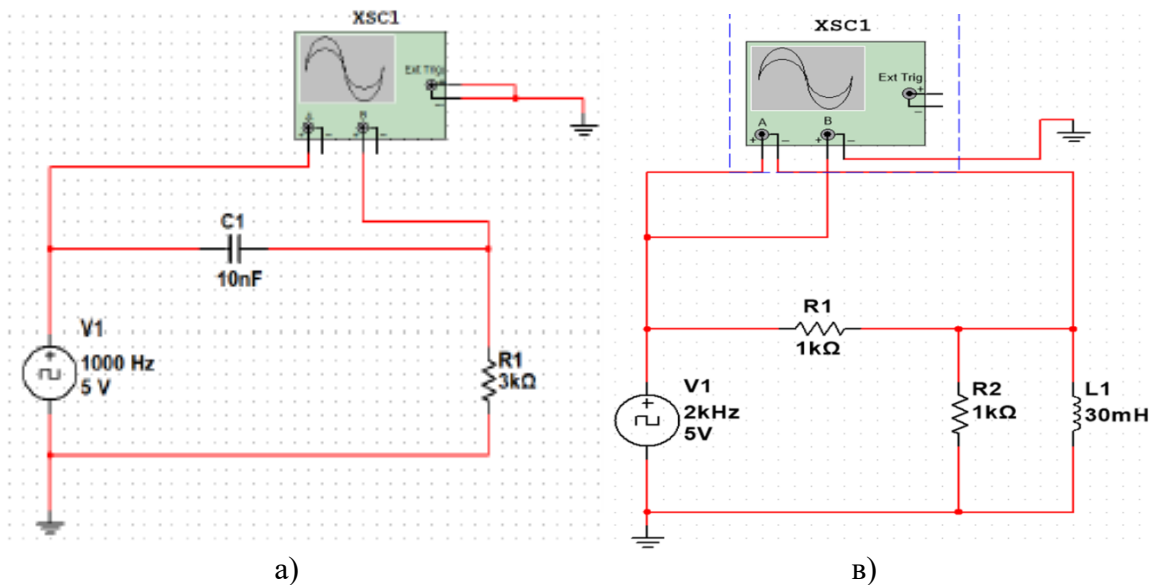 XSC1
Ext Trig
+
A
B
C1
10nF
V1
1000 Hz
5 V
R1
3kΩ
а)
XSC1
Ext Trig
+
–
A
B
+
–
+
–
R1
1kΩ
V1
2kHz
5V
R2
1kΩ
L1
30mH
в)